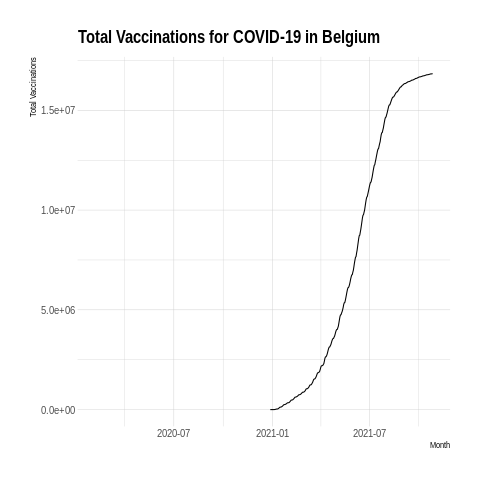 Total Vaccinations for COVID-19 in Belgium
Total Vaccinations
1.5e+07
1.0e+07
5.0e+06
0.0e+00
2020-07 2021-01 2021-07
Month